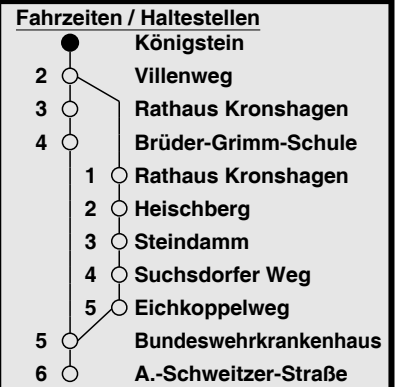 Fahrzeiten / Haltestellen
Königstein
2 Villenweg
3 Rathaus Kronshagen
4 Brüder-Grimm-Schule
1 Rathaus Kronshagen
2 Heischberg
3 Steindamm
4 Suchsdorfer Weg
5 Eichkoppelweg
5 Bundeswehrkrankenhaus
6 A.-Schweitzer-Straße